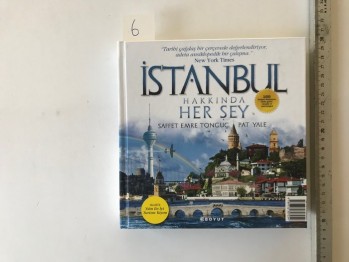 6
"Tarihi çağdaş bir çerçevede değerlendiriyor,
adeta ansiklopedik bir çalışma."
New York Times
İSTANBUL
HAKKINDA
HER ŞEY
SAFFET EMRE TONGUÇ
PAT YALE
BOYUT